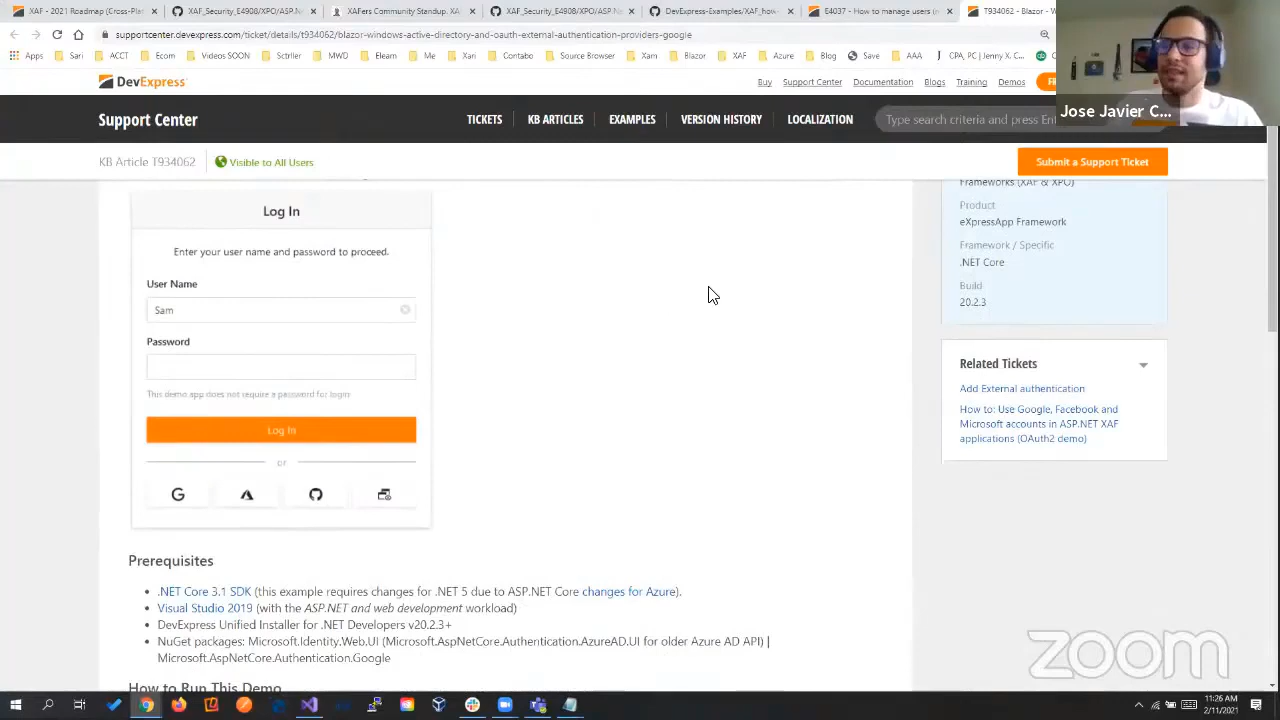 XAF - 2021 Roadmap (Cross-Plat
XAF_Security_E4908/XPO/ASP.N
XAFers Community Standup. XA
XAF_Security_E4908/XPO/ASP.N
DevExpress-Examples/XAF_how-
E4037 - How to manage users (re
T934062 - Blazor - W
supportcenter.devexpress.com/ticket/details/t934062/blazor-windows-active-directory-and-oauth-external-authentication-providers-google
Apps
Sari
ACCT
Ecom
Videos SOON
Sctrller
MWD
Me
Xari
Contabo
Source Browser
Xam
Blazor
XAF
Azure
Blog
Save
AAA
CPA, PC | Jenny X. C...
DevExpress
Buy
Support Center
Documentation
Blogs
Training
Demos
Jose Javier C...
Support Center
TICKETS
KB ARTICLES
EXAMPLES
VERSION HISTORY
LOCALIZATION
Type search criteria and press Ent
KB Article T934062
Visible to All Users
Submit a Support Ticket
Log In
Enter your user name and password to proceed.
User Name
Sam
Password
This demo app does not require a password for login
Log In
or
Frameworks (XAF & XPO)
Product
eXpressApp Framework
Framework / Specific
.NET Core
Build
20.2.3
Related Tickets
Add External authentication
How to: Use Google, Facebook and
Microsoft accounts in ASP.NET XAF
applications (OAuth2 demo)
Prerequisites
.NET Core 3.1 SDK (this example requires changes for .NET 5 due to ASP.NET Core changes for Azure).
Visual Studio 2019 (with the ASP.NET and web development workload)
DevExpress Unified Installer for .NET Developers v20.2.3+
NuGet packages: Microsoft.Identity.Web.UI (Microsoft.AspNetCore.Authentication.AzureAD.UI for older Azure AD API) |
Microsoft.AspNetCore.Authentication.Google
How to Run This Demo
zoom
11:26 AM
2/11/2021